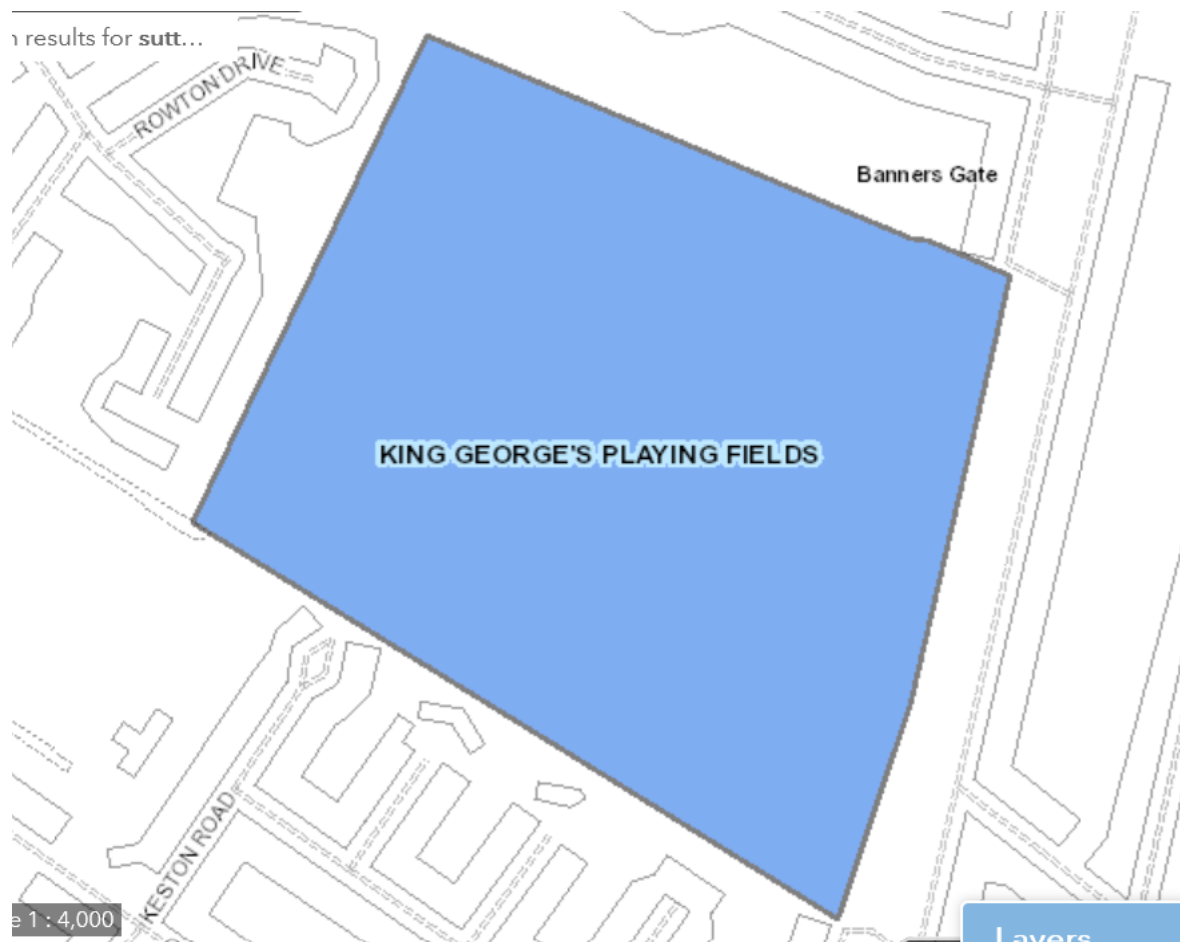 n results for sutt...
ROWTON DRIVE
Banners Gate
KING GEORGE'S PLAYING FIELDS
KESTON ROAD
e 1 : 4,000
Layers